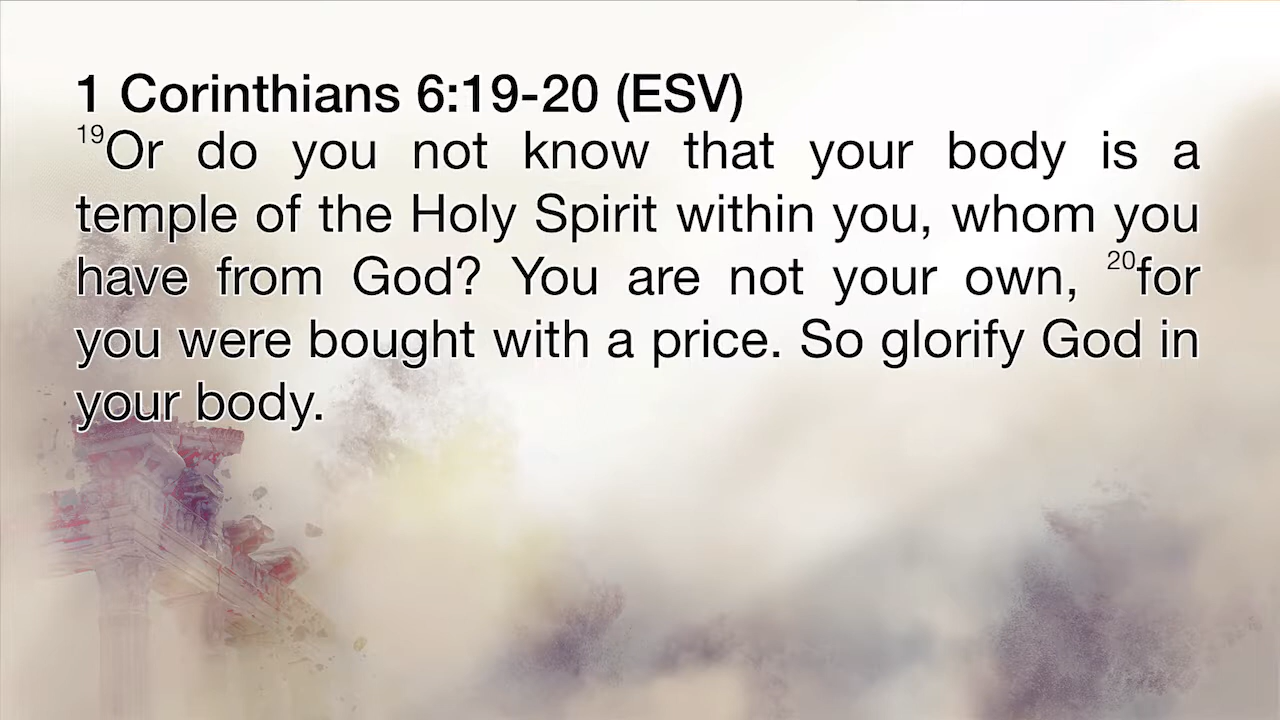 1 Corinthians 6:19-20 (ESV)
19Or do you not know that your body is a
temple of the Holy Spirit within you, whom you
have from God? You are not your own, 20for
you were bought with a price. So glorify God in
your body.